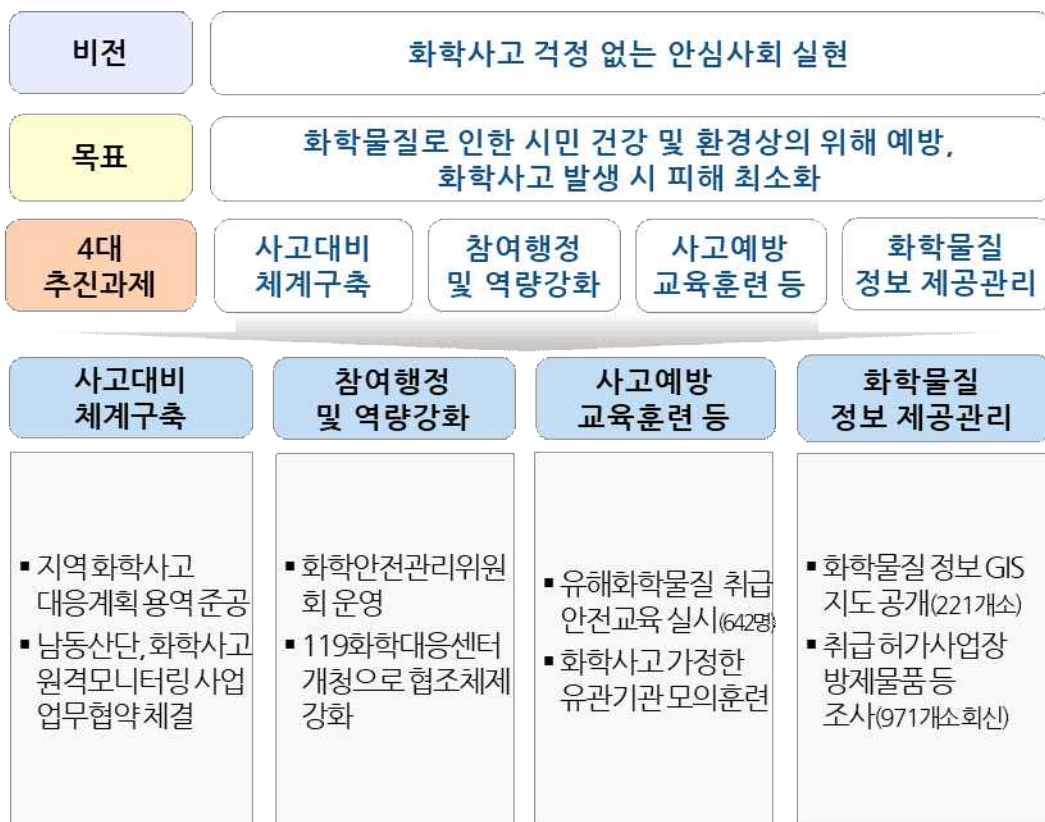 비전
화학사고 걱정 없는 안심사회 실현
목표
화학물질로 인한 시민 건강 및 환경상의 위해 예방,
화학사고 발생 시 피해 최소화
4대
추진과제
사고대비
체계구축
참여행정
및 역량강화
사고예방
교육훈련 등
화학물질
정보 제공관리
사고대비
체계구축
참여행정
및 역량강화
사고예방
교육훈련 등
화학물질
정보 제공관리
▪ 지역 화학사고
대응계획 용역 준공
▪ 남동산단, 화학사고
원격모니터링 사업
업무협약 체결
▪ 화학안전관리위원
회 운영
▪ 119화학대응센터
개청으로 협조체제
강화
▪ 유해화학물질 취급
안전교육 실시(642명)
▪ 화학사고 가정한
유관기관 모의훈련
▪ 화학물질 정보 GIS
지도 공개(221개소)
▪ 취급 허가사업장
방제물품 등
조사(971개소회신)